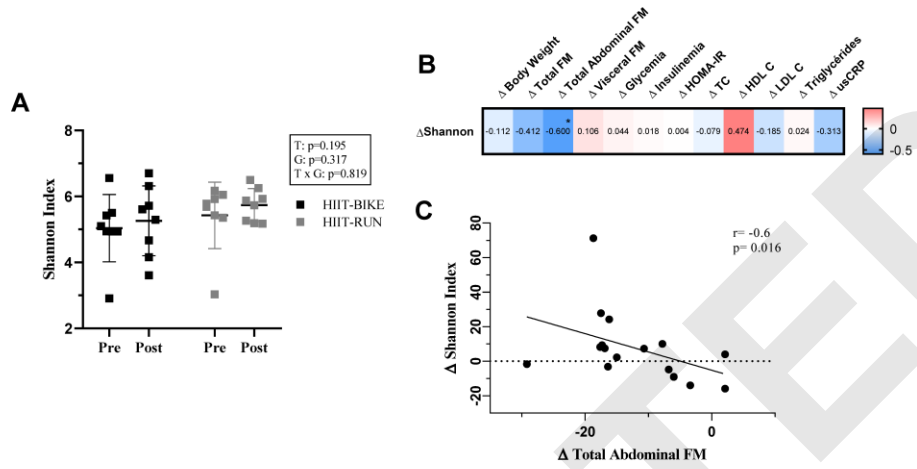 A
Shannon Index
8
6
4
2
Pre
Post
Pre
Post
T: p=0.195
G: p=0.317
T x G: p=0.819
HIIT-BIKE
HIIT-RUN
B
Δ Body Weight
Δ Total FM
Δ Total Abdominal FM
Δ Visceral FM
Δ Glycemia
Δ Insulinemia
Δ HOMA-IR
Δ TC
Δ HDL C
Δ LDL C
Δ Triglycérides
Δ usCRP
ΔShannon
-0.112
-0.412
-0.600
*
0.106
0.044
0.018
0.004
-0.079
0.474
-0.185
0.024
-0.313
0
-0.5
C
Δ Shannon Index
80
60
40
20
0
-20
-20
0
Δ Total Abdominal FM
r= -0.6
p= 0.016